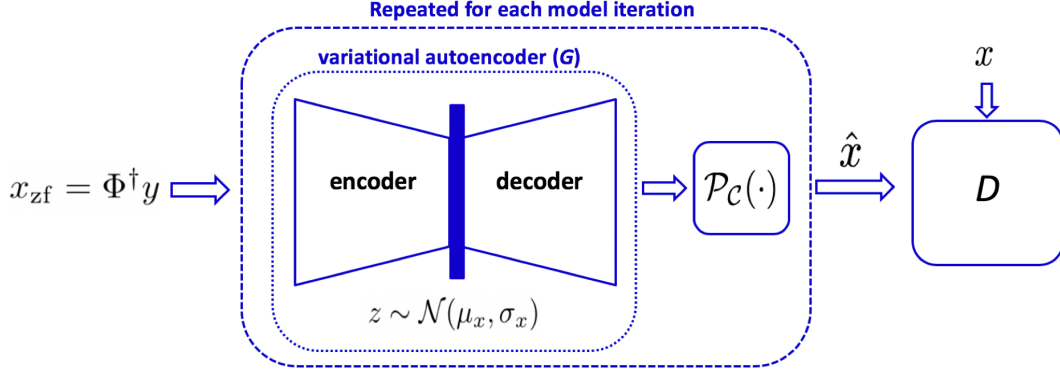 Repeated for each model iteration
variational autoencoder (G)
x
x_zf = Φ†y
encoder
decoder
P_C(·)
x̂
D
z ∼ N(μ_x, σ_x)